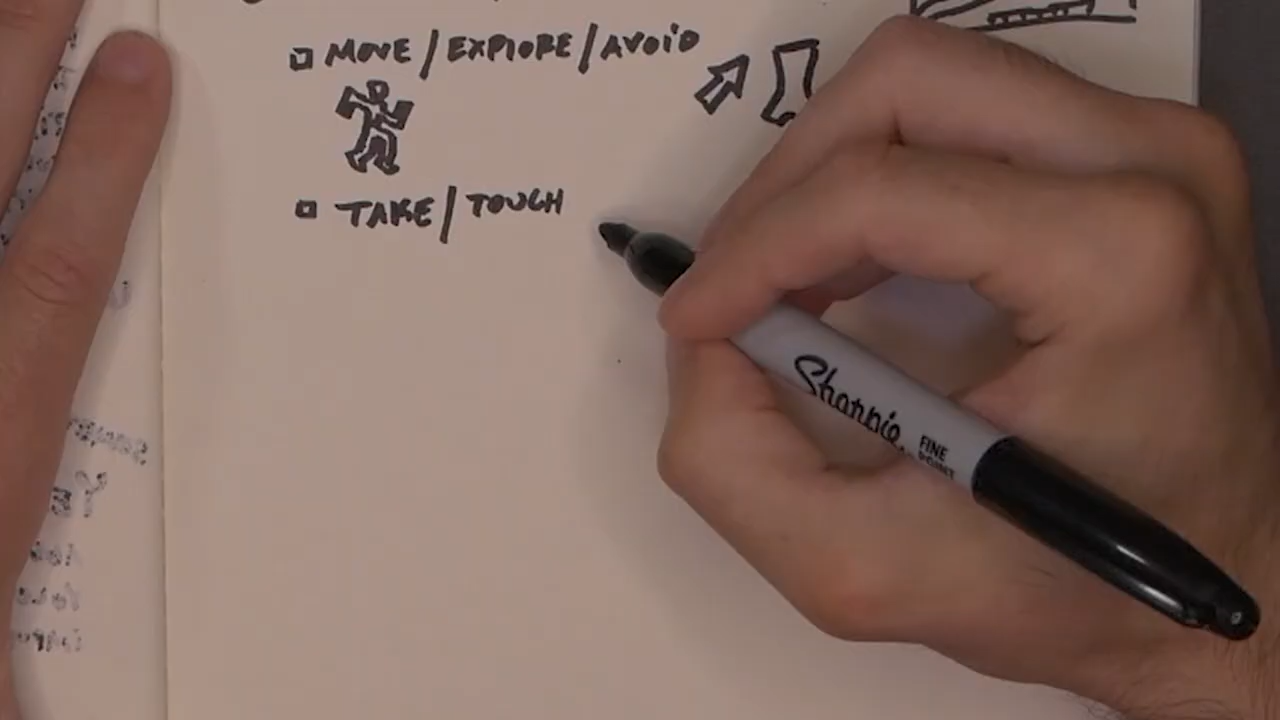 MOVE/EXPLORE/AVOID
TAKE/TOUCH
Sharpie.
FINE
POINT